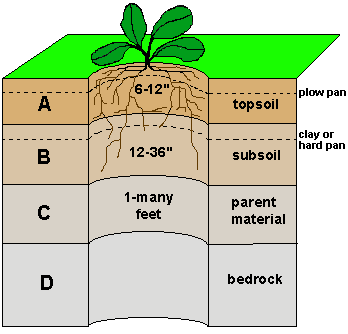 plow pan
A
6-12"
topsoil
clay or
hard pan
B
12-36"
subsoil
C
1-many
feet
parent
material
D
bedrock